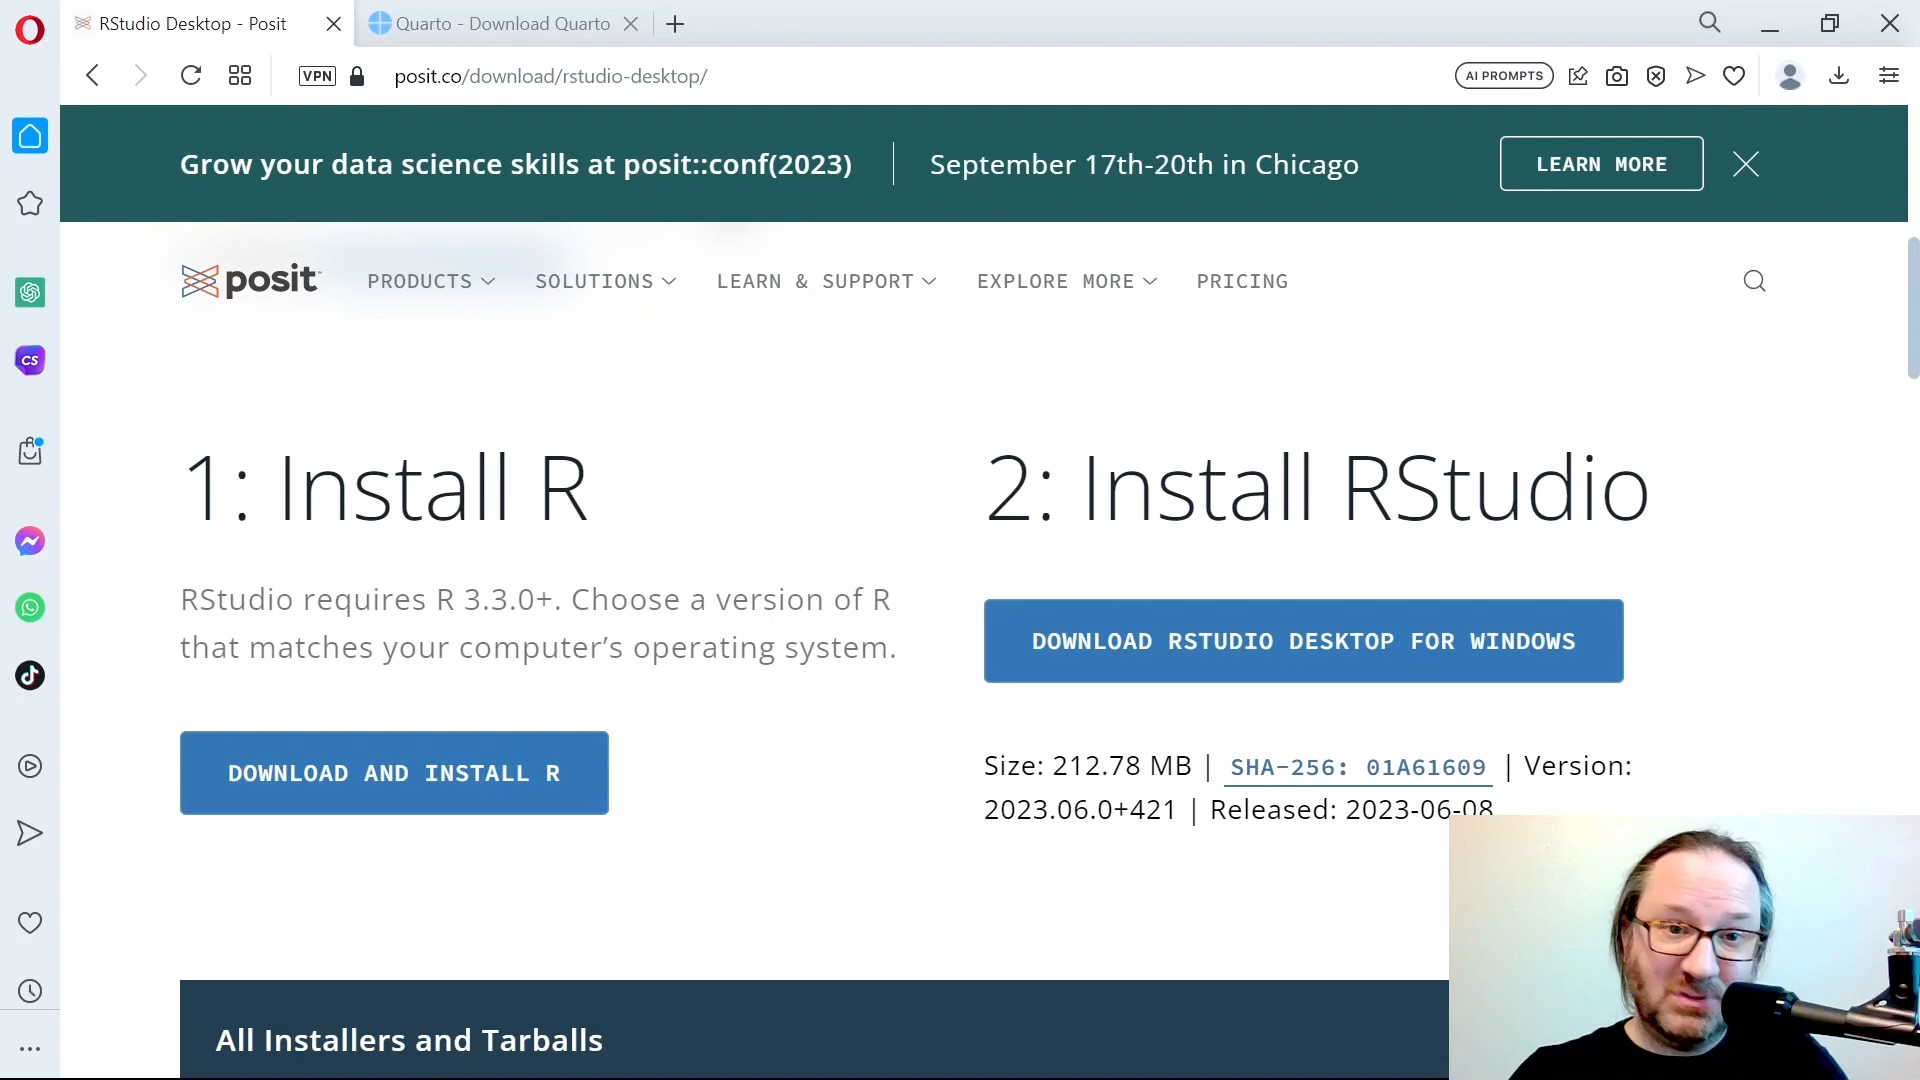 RStudio Desktop - Posit
Quarto - Download Quarto
VPN
posit.co/download/rstudio-desktop/
AI PROMPTS
Grow your data science skills at posit::conf(2023)
September 17th-20th in Chicago
LEARN MORE
posit™
PRODUCTS
SOLUTIONS
LEARN & SUPPORT
EXPLORE MORE
PRICING
CS
1: Install R
RStudio requires R 3.3.0+. Choose a version of R
that matches your computer’s operating system.
DOWNLOAD AND INSTALL R
2: Install RStudio
DOWNLOAD RSTUDIO DESKTOP FOR WINDOWS
Size: 212.78 MB | SHA-256: 01A61609 | Version:
2023.06.0+421 | Released: 2023-06-08
All Installers and Tarballs